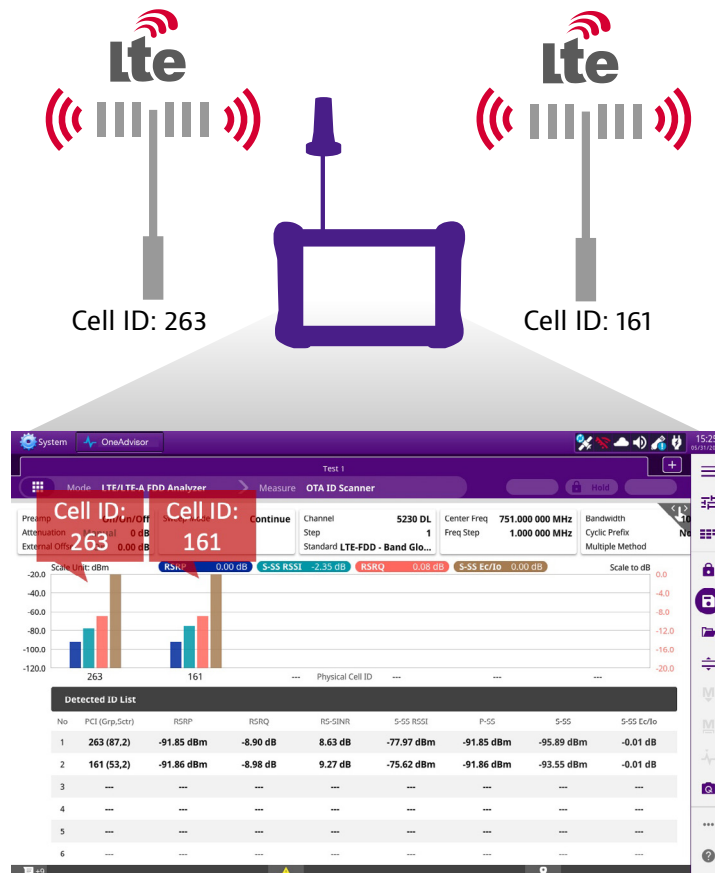 Lte
Lte
Cell ID: 263
Cell ID: 161
System
OneAdvisor
15:25
Test 1
+
Mode LTE/LTE-A FDD Analyzer
Measure OTA ID Scanner
Hold
Cell ID:
263
Cell ID:
161
Preamp On/On/Off
Attenuation 0 dB
External 0.00 dB
Mode Continue
Channel 5230 DL
Step 1
Standard LTE-FDD - Band Glo...
Center Freq 751.000 000 MHz
Freq Step 1.000 000 MHz
Bandwidth 10
Cyclic Prefix
Multiple Method
Scale Unit: dBm
RSRP 0.00 dB
S-SS RSSI -2.35 dB
RSRQ 0.08 dB
S-SS Ec/Io 0.00 dB
Scale to dB
-20.0 0.0
-40.0 -4.0
-60.0 -8.0
-80.0 -12.0
-100.0 -16.0
-120.0 -20.0
263 161 --- Physical Cell ID --- --- ---
Detected ID List
No PCI (Grp,Sctr) RSRP RSRQ RS-SINR S-SS RSSI P-SS S-SS S-SS Ec/Io
1 263 (87,2) -91.85 dBm -8.90 dB 8.63 dB -77.97 dBm -91.85 dBm -95.89 dBm -0.01 dB
2 161 (53,2) -91.86 dBm -8.98 dB 9.27 dB -75.62 dBm -91.86 dBm -93.55 dBm -0.01 dB
3 --- --- --- --- --- --- --- ---
4 --- --- --- --- --- --- --- ---
5 --- --- --- --- --- --- --- ---
6 --- --- --- --- --- --- --- ---